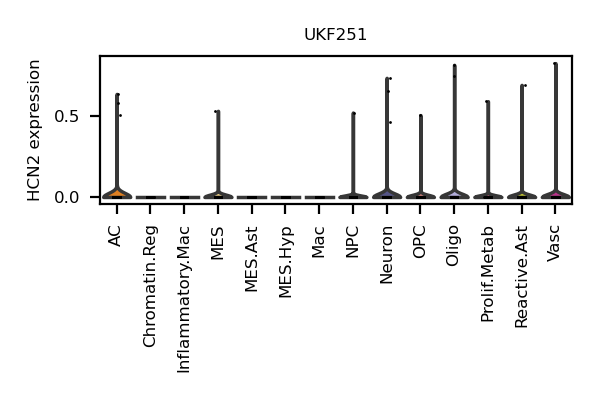 UKF251
HCN2 expression
0.5
0.0
AC
Chromatin.Reg
Inflammatory.Mac
MES
MES.Ast
MES.Hyp
Mac
NPC
Neuron
OPC
Oligo
Prolif.Metab
Reactive.Ast
Vasc